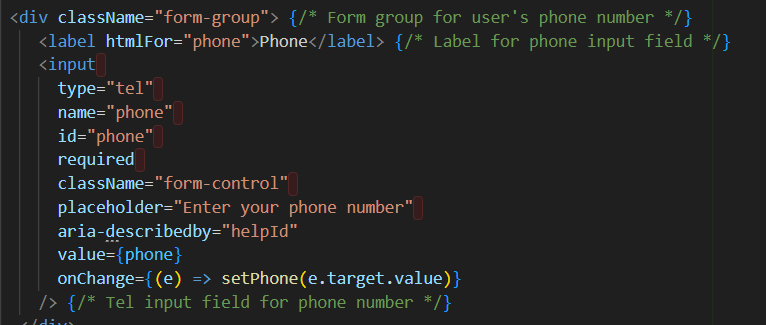 <div className="form-group"> {/* Form group for user's phone number */}
<label htmlFor="phone">Phone</label> {/* Label for phone input field */}
<input
type="tel"
name="phone"
id="phone"
required
className="form-control"
placeholder="Enter your phone number"
aria-describedby="helpId"
value={phone}
onChange={(e) => setPhone(e.target.value)}
/> {/* Tel input field for phone number */}
</div>